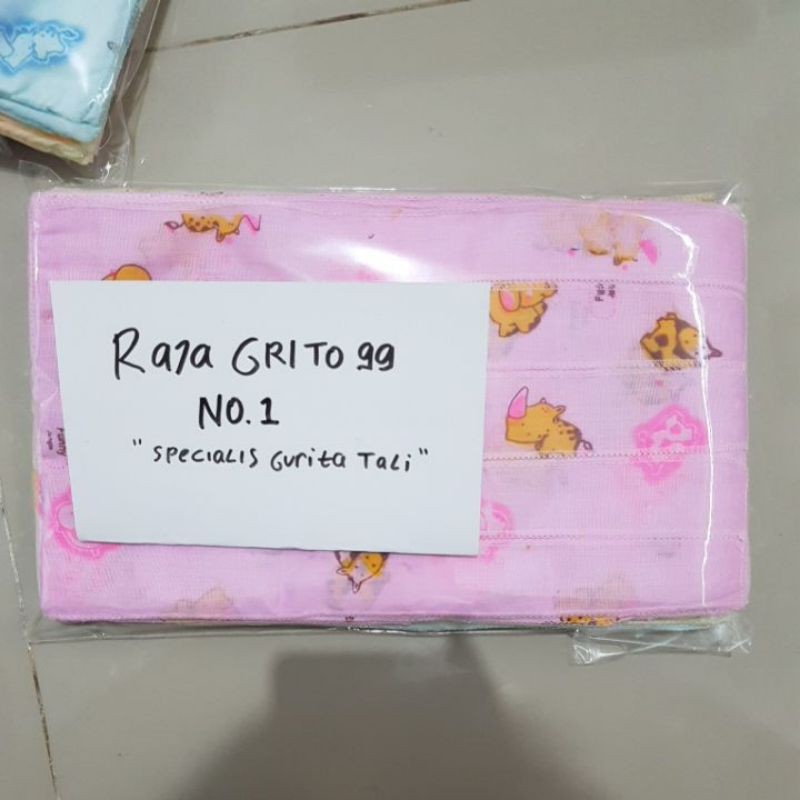 Raja GRITO 99
NO.1
"SPECIALIS GURITA TALI"